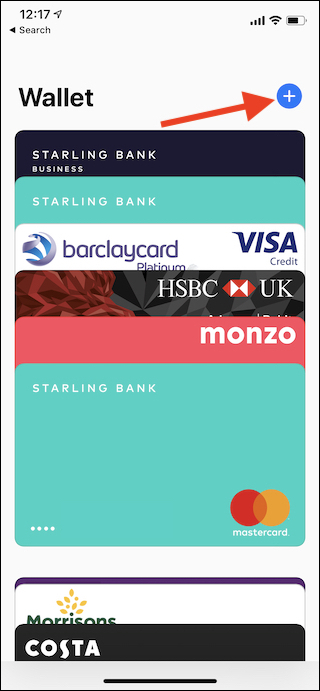 12:17
◀ Search
Wallet
STARLING BANK
BUSINESS
STARLING BANK
barclaycard
VISA
Platinum
Credit
HSBC UK
monzo
STARLING BANK
mastercard.
Morrisons
COSTA